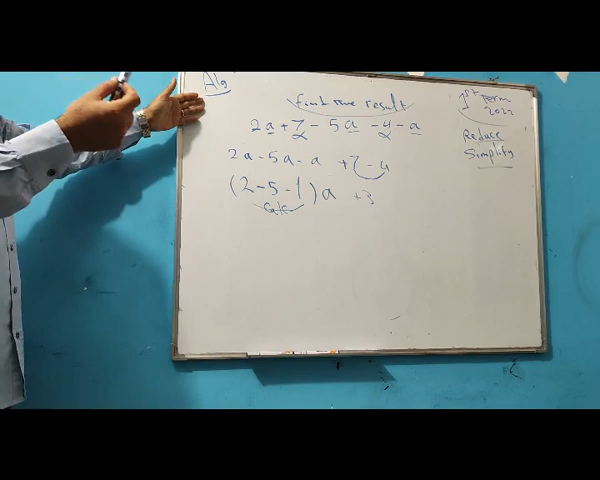 Alg
find the result
1st term
2022
2a + 7 - 5a - 4 - a
Reduce
Simplify
2a - 5a - a + 7 - 4
(2 - 5 - 1)a + 3
Calc